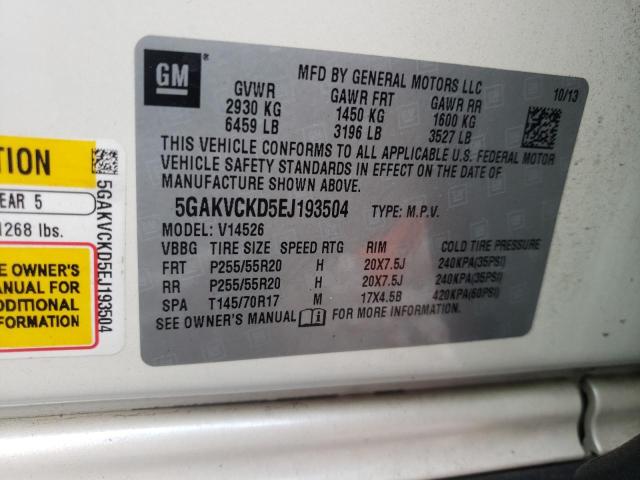 GM
MFD BY GENERAL MOTORS LLC
10/13
GVWR GAWR FRT GAWR RR
2930 KG 1450 KG 1600 KG
6459 LB 3196 LB 3527 LB
THIS VEHICLE CONFORMS TO ALL APPLICABLE U.S. FEDERAL MOTOR
VEHICLE SAFETY STANDARDS IN EFFECT ON THE DATE OF
MANUFACTURE SHOWN ABOVE.
5GAKVCKD5EJ193504 TYPE: M.P.V.
MODEL: V14526
VBBG TIRE SIZE SPEED RTG RIM COLD TIRE PRESSURE
FRT P255/55R20 H 20X7.5J 240KPA(35PSI)
RR P255/55R20 H 20X7.5J 240KPA(35PSI)
SPA T145/70R17 M 17X4.5B 420KPA(60PSI)
SEE OWNER'S MANUAL i FOR MORE INFORMATION.
TION
EAR 5
1268 lbs.
E OWNER'S
ANUAL FOR
DDITIONAL
FORMATION
5GAKVCKD5EJ193504